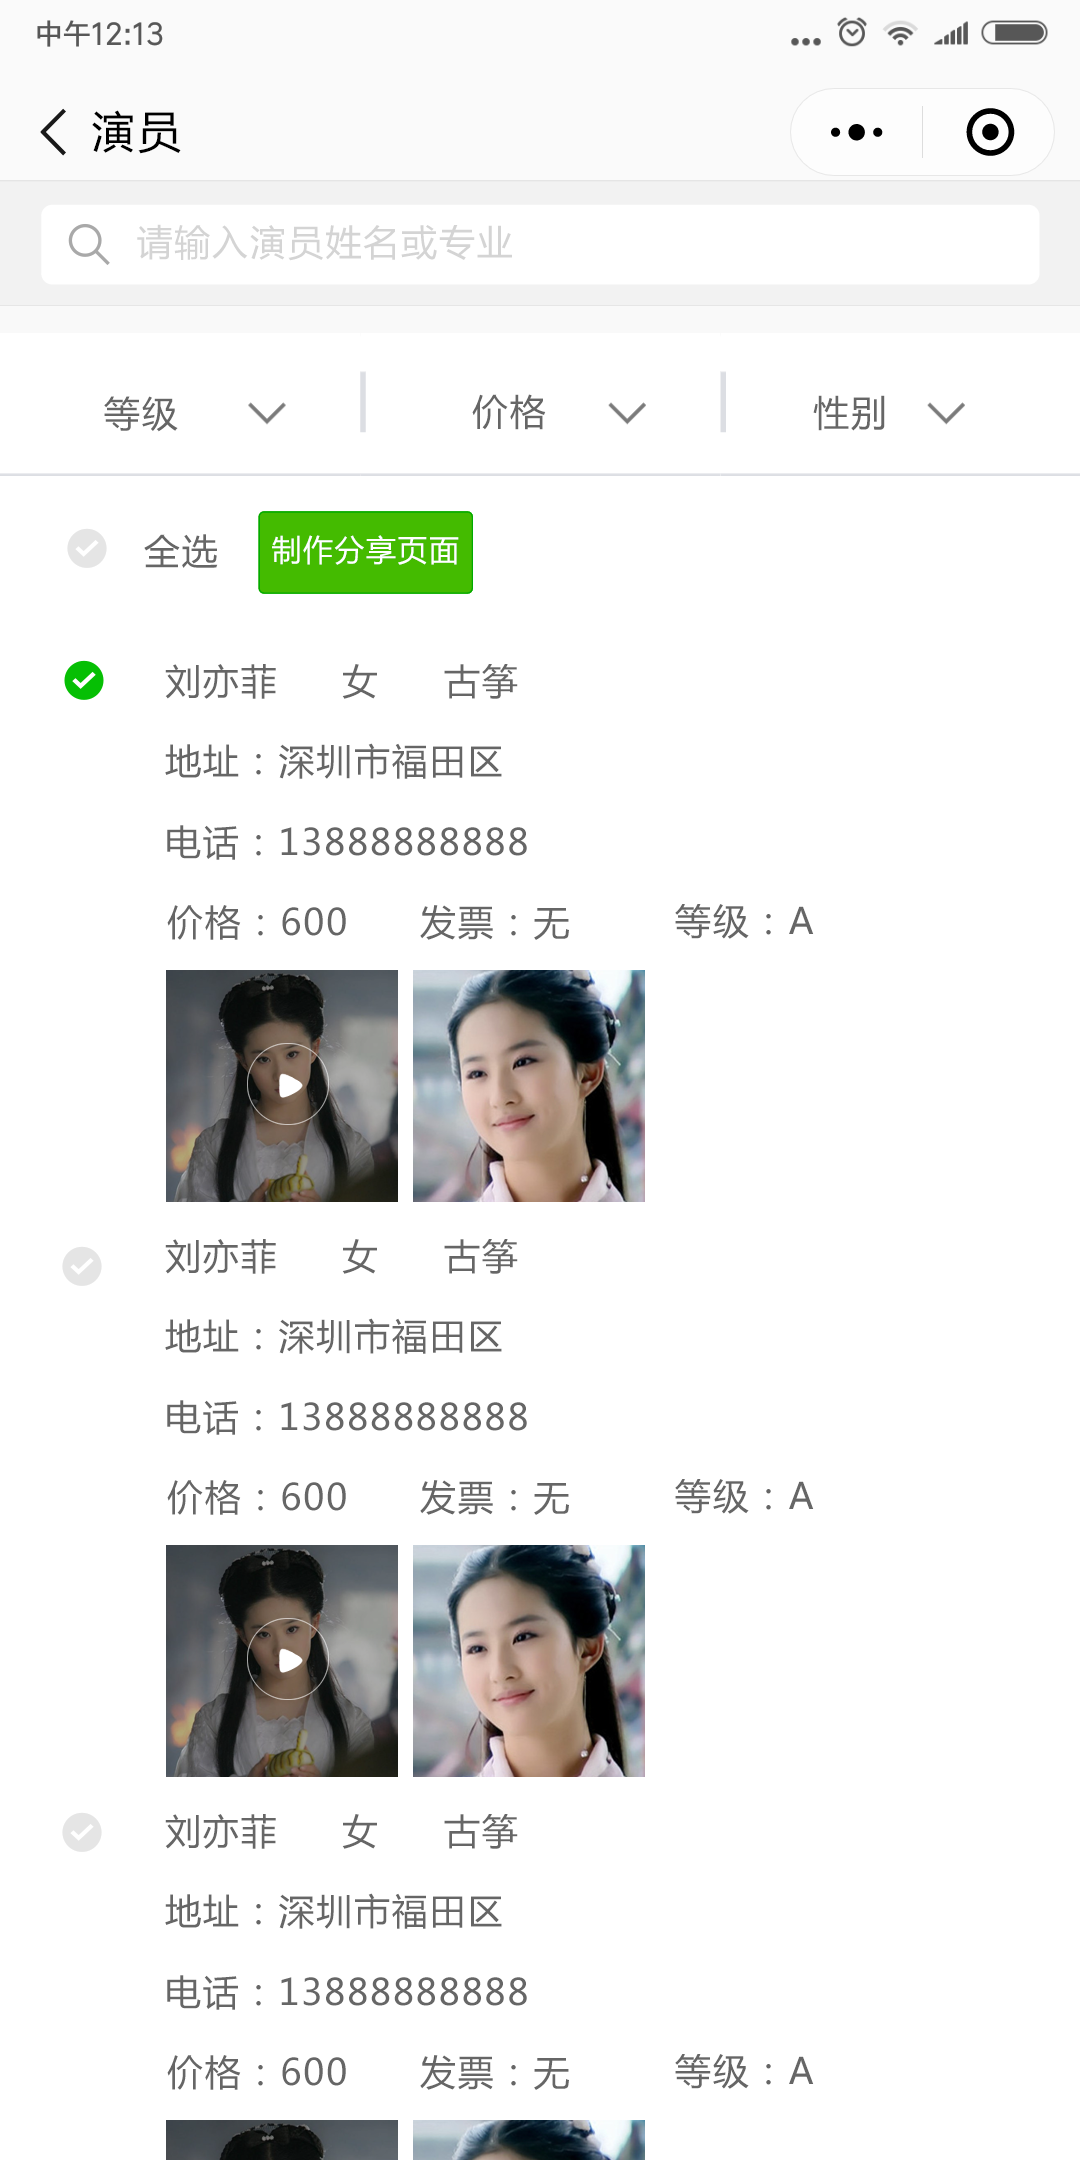 中午12:13
演员
请输入演员姓名或专业
等级 价格 性别
全选 制作分享页面
刘亦菲 女 古筝
地址：深圳市福田区
电话：13888888888
价格：600 发票：无 等级：A
刘亦菲 女 古筝
地址：深圳市福田区
电话：13888888888
价格：600 发票：无 等级：A
刘亦菲 女 古筝
地址：深圳市福田区
电话：13888888888
价格：600 发票：无 等级：A